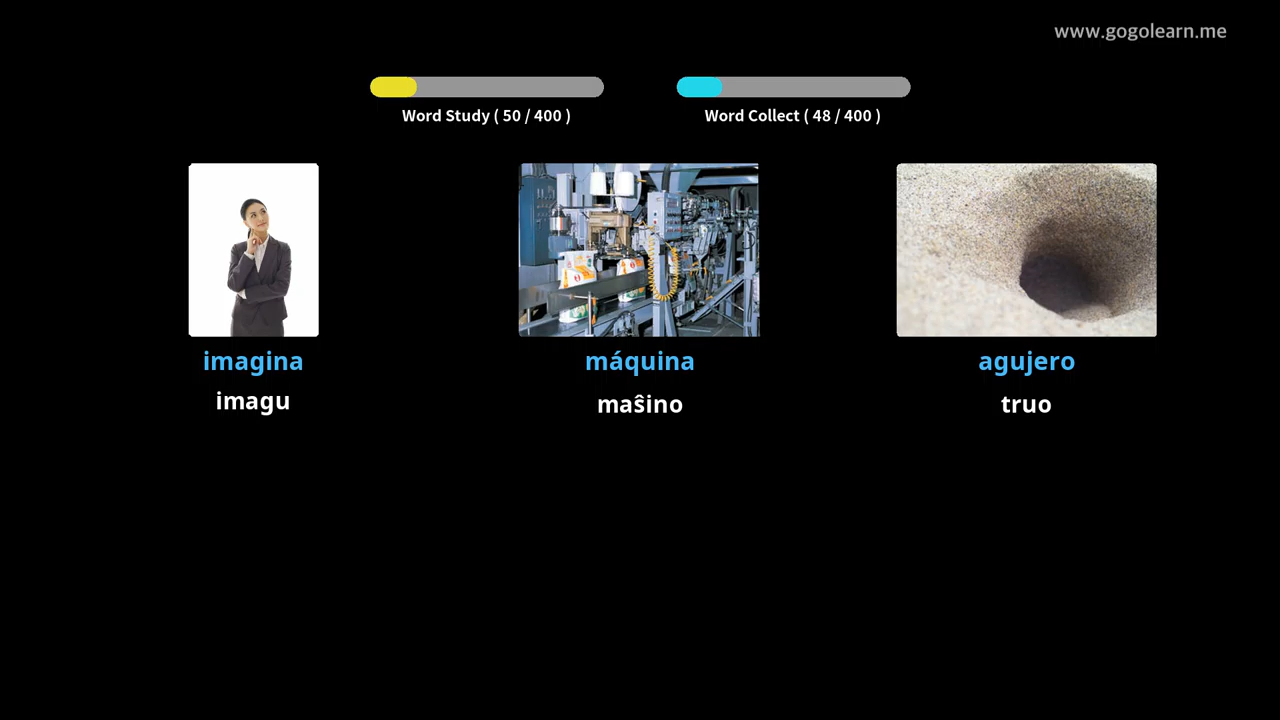 www.gogolearn.me
Word Study ( 50 / 400 )
Word Collect ( 48 / 400 )
imagina
máquina
agujero
imagu
maŝino
truo